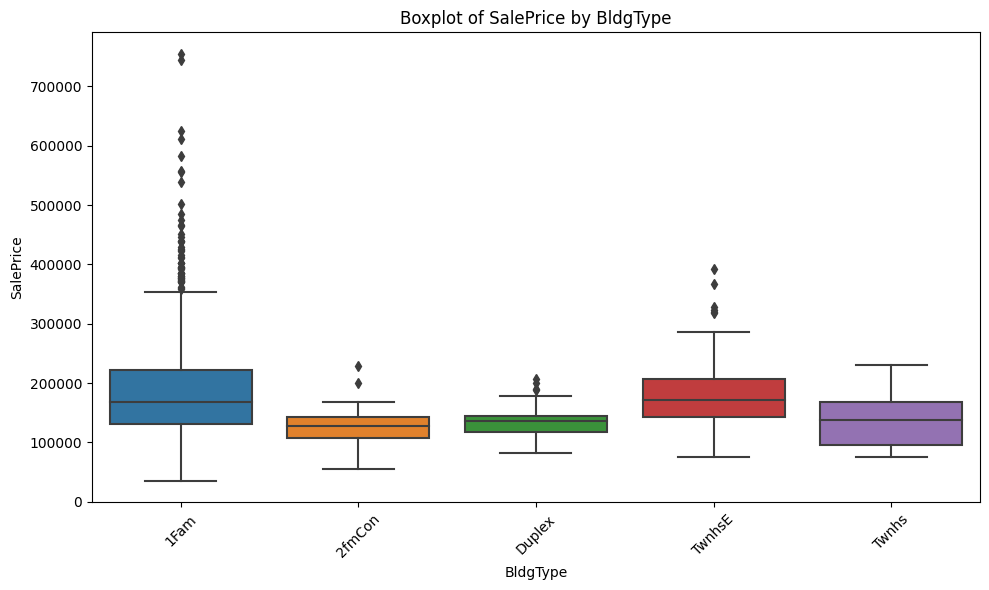 Boxplot of SalePrice by BldgType
SalePrice
700000
600000
500000
400000
300000
200000
100000
0
1Fam
2fmCon
Duplex
TwnhsE
Twnhs
BldgType